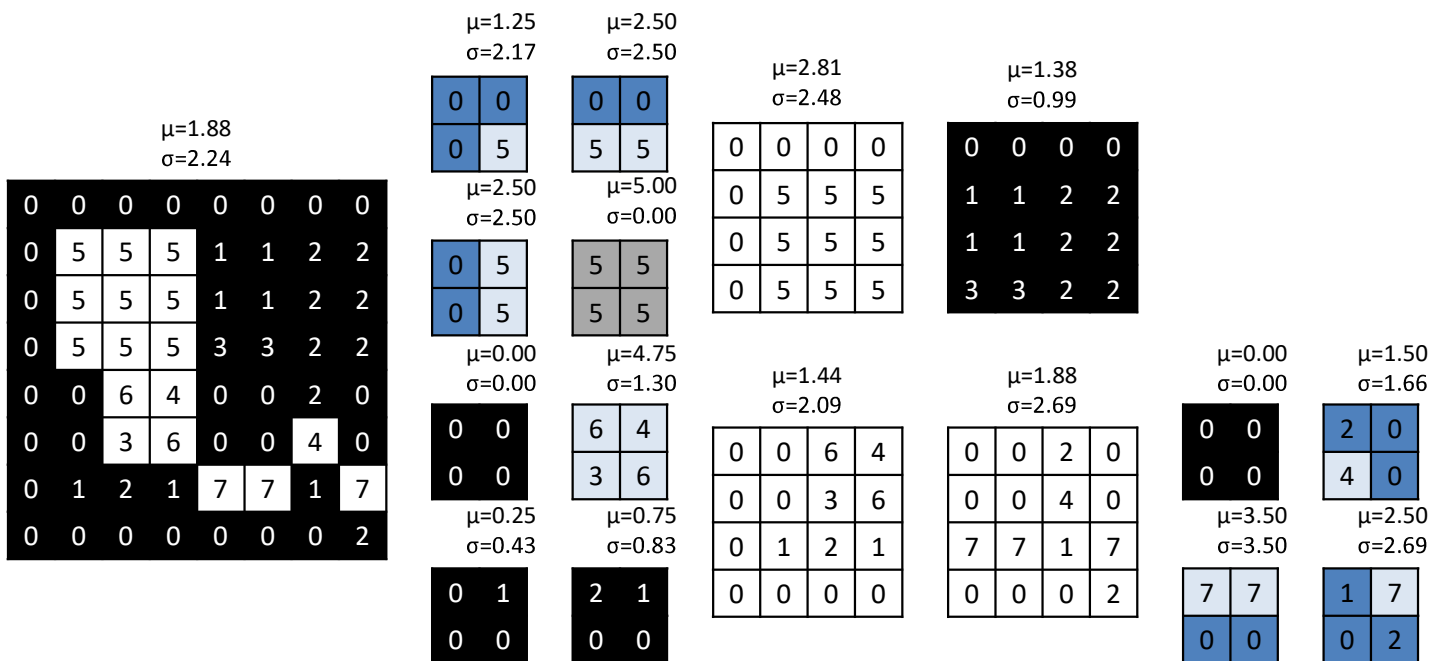 μ=1.88
σ=2.24
0 0 0 0 0 0 0 0
0 5 5 5 1 1 2 2
0 5 5 5 1 1 2 2
0 5 5 5 3 3 2 2
0 0 6 4 0 0 2 0
0 0 3 6 0 0 4 0
0 1 2 1 7 7 1 7
0 0 0 0 0 0 0 2
μ=1.25
σ=2.17
0 0
0 5
μ=2.50
σ=2.50
0 0
5 5
μ=2.50
σ=2.50
0 5
0 5
μ=5.00
σ=0.00
5 5
5 5
μ=0.00
σ=0.00
0 0
0 0
μ=4.75
σ=1.30
6 4
3 6
μ=0.25
σ=0.43
0 1
0 0
μ=0.75
σ=0.83
2 1
0 0
μ=2.81
σ=2.48
0 0 0 0
0 5 5 5
0 5 5 5
0 5 5 5
μ=1.38
σ=0.99
0 0 0 0
1 1 2 2
1 1 2 2
3 3 2 2
μ=1.44
σ=2.09
0 0 6 4
0 0 3 6
0 1 2 1
0 0 0 0
μ=1.88
σ=2.69
0 0 2 0
0 0 4 0
7 7 1 7
0 0 0 2
μ=0.00
σ=0.00
0 0
0 0
μ=1.50
σ=1.66
2 0
4 0
μ=3.50
σ=3.50
7 7
0 0
μ=2.50
σ=2.69
1 7
0 2